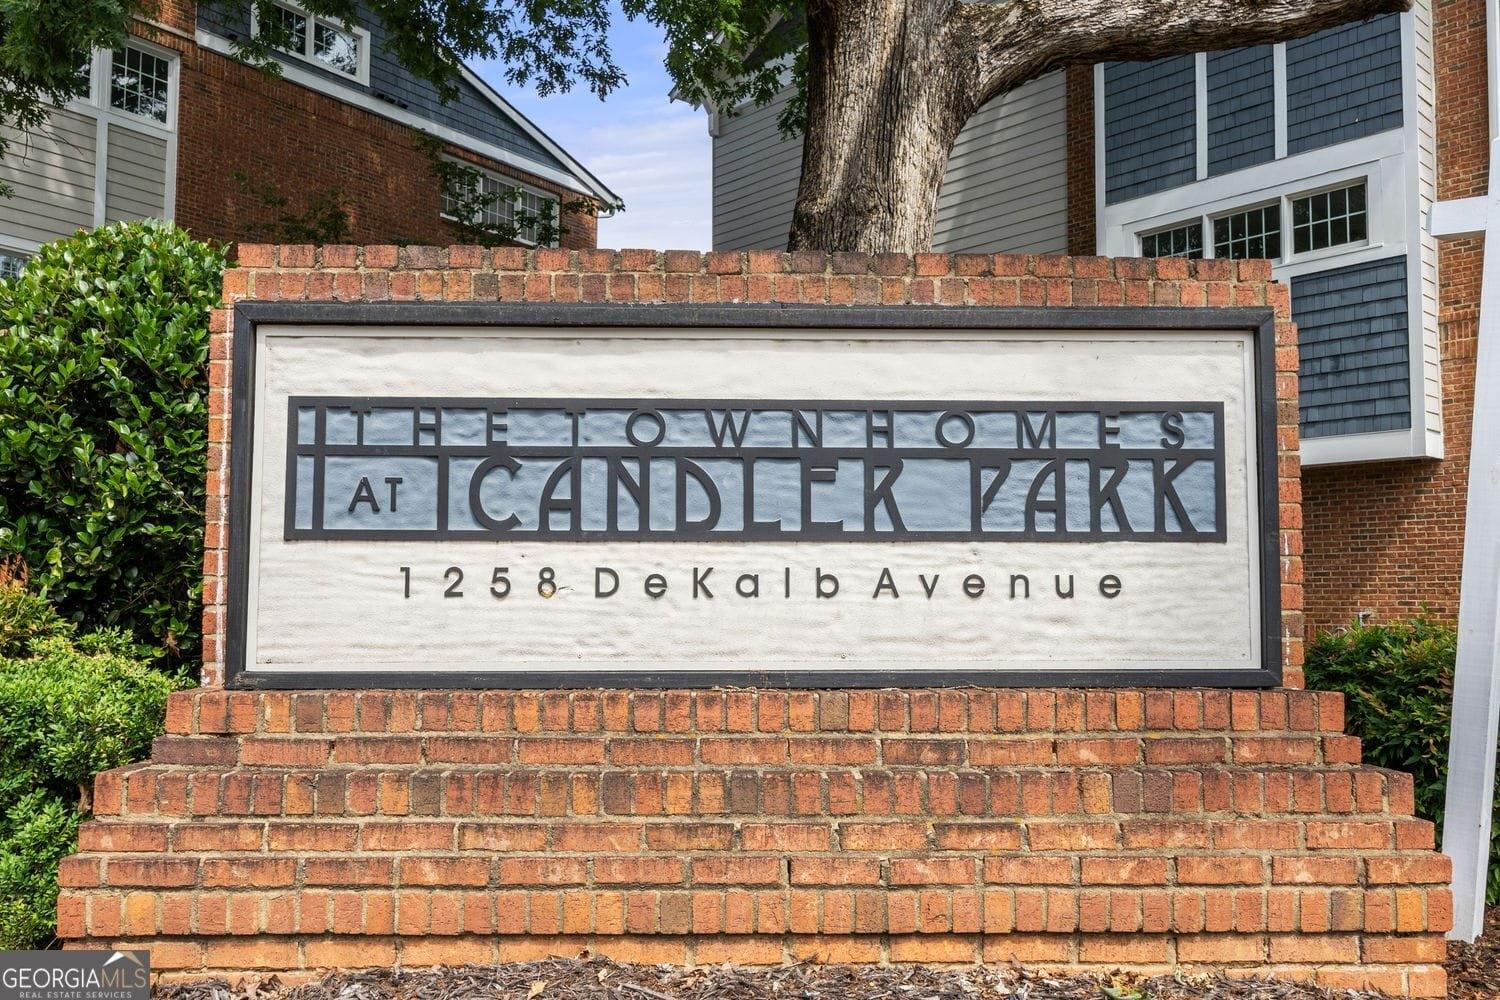 THE TOWNHOMES
AT CANDLER PARK
1258 DeKalb Avenue
GEORGIAMLS
REAL ESTATE SERVICES